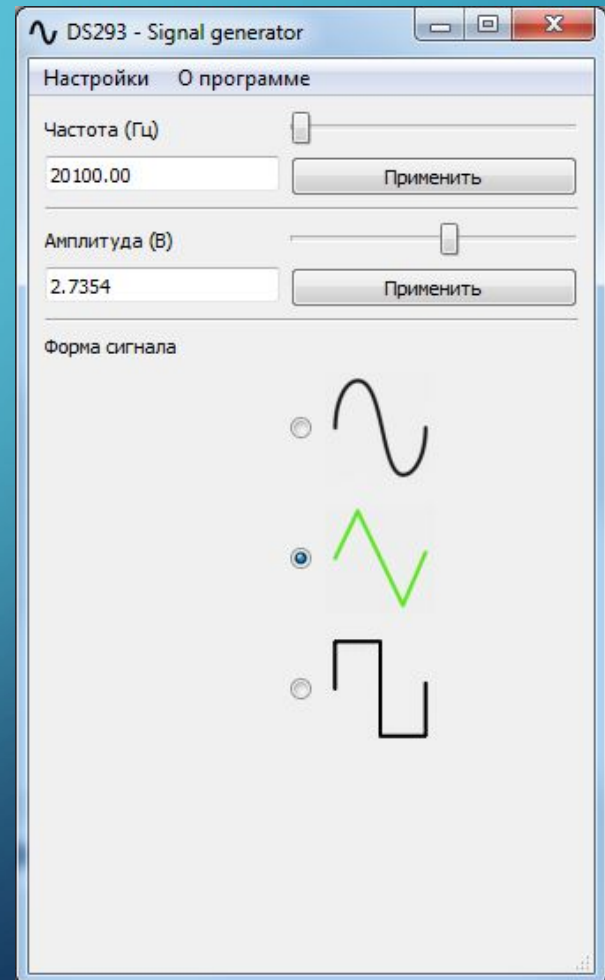 DS293 - Signal generator
Настройки О программе
Частота (Гц)
20100.00 Применить
Амплитуда (В)
2.7354 Применить
Форма сигнала